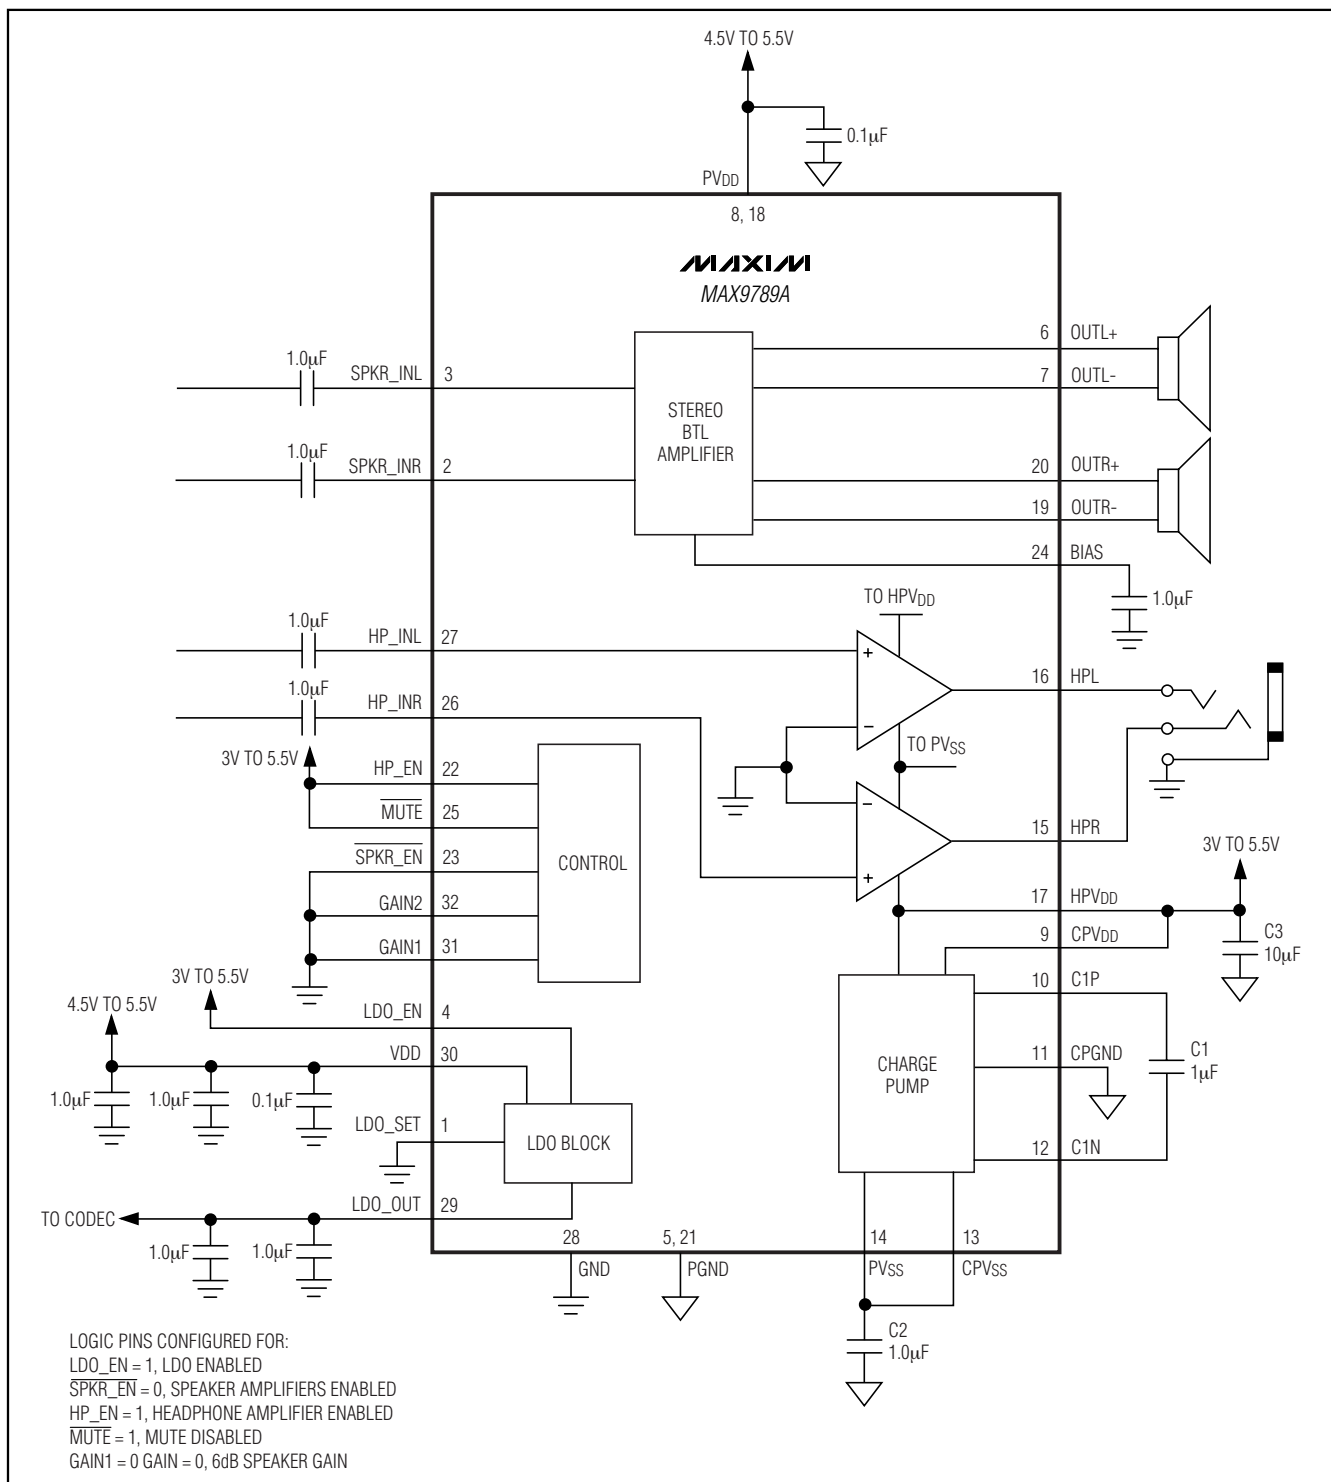 4.5V TO 5.5V
0.1µF
PVDD
8, 18
MAXIM
MAX9789A
6 OUTL+
1.0µF
SPKR_INL 3
7 OUTL-
STEREO
BTL
AMPLIFIER
1.0µF
SPKR_INR 2
20 OUTR+
19 OUTR-
24 BIAS
TO HPVDD
1.0µF
1.0µF
HP_INL 27
+
16 HPL
1.0µF
HP_INR 26
−
TO PVSS
3V TO 5.5V
HP_EN 22
−
MUTE 25
15 HPR
3V TO 5.5V
SPKR_EN 23
CONTROL
+
GAIN2 32
17 HPVDD
C3
10µF
9 CPVDD
GAIN1 31
3V TO 5.5V
10 C1P
4.5V TO 5.5V
LDO_EN 4
VDD 30
CHARGE
PUMP
11 CPGND
C1
1µF
1.0µF
1.0µF
0.1µF
LDO_SET 1
LDO BLOCK
12 C1N
LDO_OUT 29
TO CODEC
1.0µF
1.0µF
28
5, 21
14
13
GND
PGND
PVSS
CPVSS
C2
1.0µF
LOGIC PINS CONFIGURED FOR:
LDO_EN = 1, LDO ENABLED
SPKR_EN = 0, SPEAKER AMPLIFIERS ENABLED
HP_EN = 1, HEADPHONE AMPLIFIER ENABLED
MUTE = 1, MUTE DISABLED
GAIN1 = 0 GAIN = 0, 6dB SPEAKER GAIN